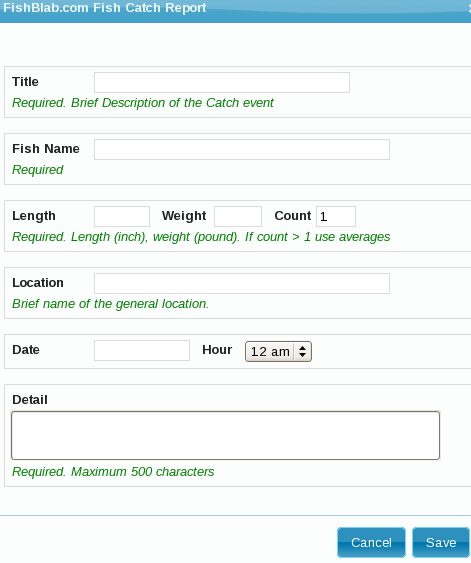 FishBlab.com Fish Catch Report
Title
Required. Brief Description of the Catch event
Fish Name
Required
Length Weight Count 1
Required. Length (inch), weight (pound). If count > 1 use averages
Location
Brief name of the general location.
Date Hour 12 am
Detail
Required. Maximum 500 characters
Cancel Save